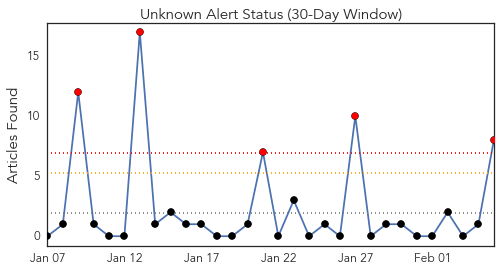 Unknown Alert Status (30-Day Window)
Articles Found
15
10
5
0
Jan 07 Jan 12 Jan 17 Jan 22 Jan 27 Feb 01